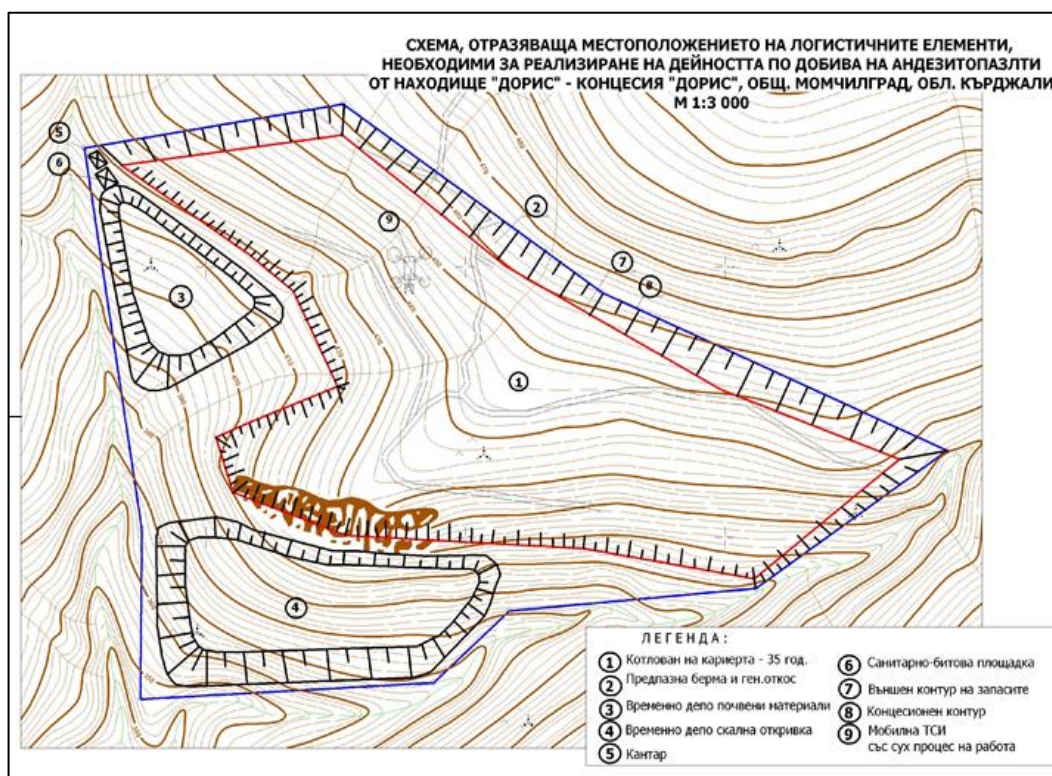 СХЕМА, ОТРАЗЯВАЩА МЕСТОПОЛОЖЕНИЕТО НА ЛОГИСТИЧНИТЕ ЕЛЕМЕНТИ,
НЕОБХОДИМИ ЗА РЕАЛИЗИРАНЕ НА ДЕЙНОСТТА ПО ДОБИВА НА АНДЕЗИТОПАЗЛТИ
ОТ НАХОДИЩЕ "ДОРИС" - КОНЦЕСИЯ "ДОРИС", ОБЩ. МОМЧИЛГРАД, ОБЛ. КЪРДЖАЛИ
М 1:3 000
5
6
9
2
7
8
3
1
4
ЛЕГЕНДА:
1 Котлован на кариерта - 35 год.
2 Предпазна берма и ген.откос
3 Временно депо почвени материали
4 Временно депо скална откривка
5 Кантар
6 Санитарно-битова площадка
7 Външен контур на запасите
8 Концесионен контур
9 Мобилна ТСИ
със сух процес на работа